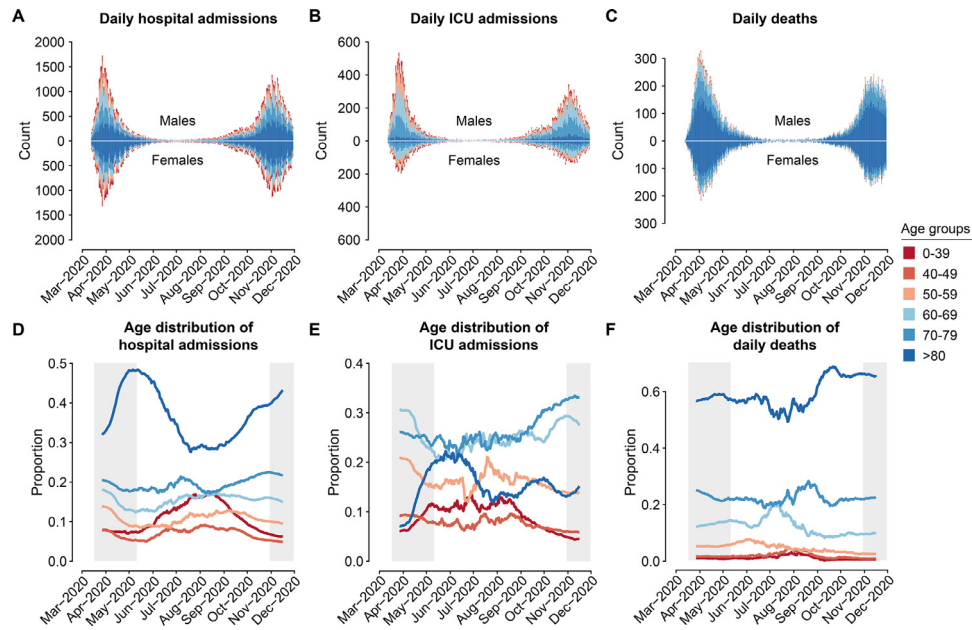 A
Daily hospital admissions
2000
1500
1000
500
0
500
1000
1500
2000
Count
Males
Females
Mar–2020
Apr–2020
May–2020
Jun–2020
Jul–2020
Aug–2020
Sep–2020
Oct–2020
Nov–2020
Dec–2020
B
Daily ICU admissions
600
400
200
0
200
400
600
Count
Males
Females
Mar–2020
Apr–2020
May–2020
Jun–2020
Jul–2020
Aug–2020
Sep–2020
Oct–2020
Nov–2020
Dec–2020
C
Daily deaths
300
200
100
0
100
200
300
Count
Males
Females
Mar–2020
Apr–2020
May–2020
Jun–2020
Jul–2020
Aug–2020
Sep–2020
Oct–2020
Nov–2020
Dec–2020
Age groups
0-39
40-49
50-59
60-69
70-79
>80
D
Age distribution of
hospital admissions
0.5
0.4
0.3
0.2
0.1
0.0
Proportion
Mar–2020
Apr–2020
May–2020
Jun–2020
Jul–2020
Aug–2020
Sep–2020
Oct–2020
Nov–2020
Dec–2020
E
Age distribution of
ICU admissions
0.4
0.3
0.2
0.1
0.0
Proportion
Mar–2020
Apr–2020
May–2020
Jun–2020
Jul–2020
Aug–2020
Sep–2020
Oct–2020
Nov–2020
Dec–2020
F
Age distribution of
daily deaths
0.6
0.4
0.2
0.0
Proportion
Mar–2020
Apr–2020
May–2020
Jun–2020
Jul–2020
Aug–2020
Sep–2020
Oct–2020
Nov–2020
Dec–2020